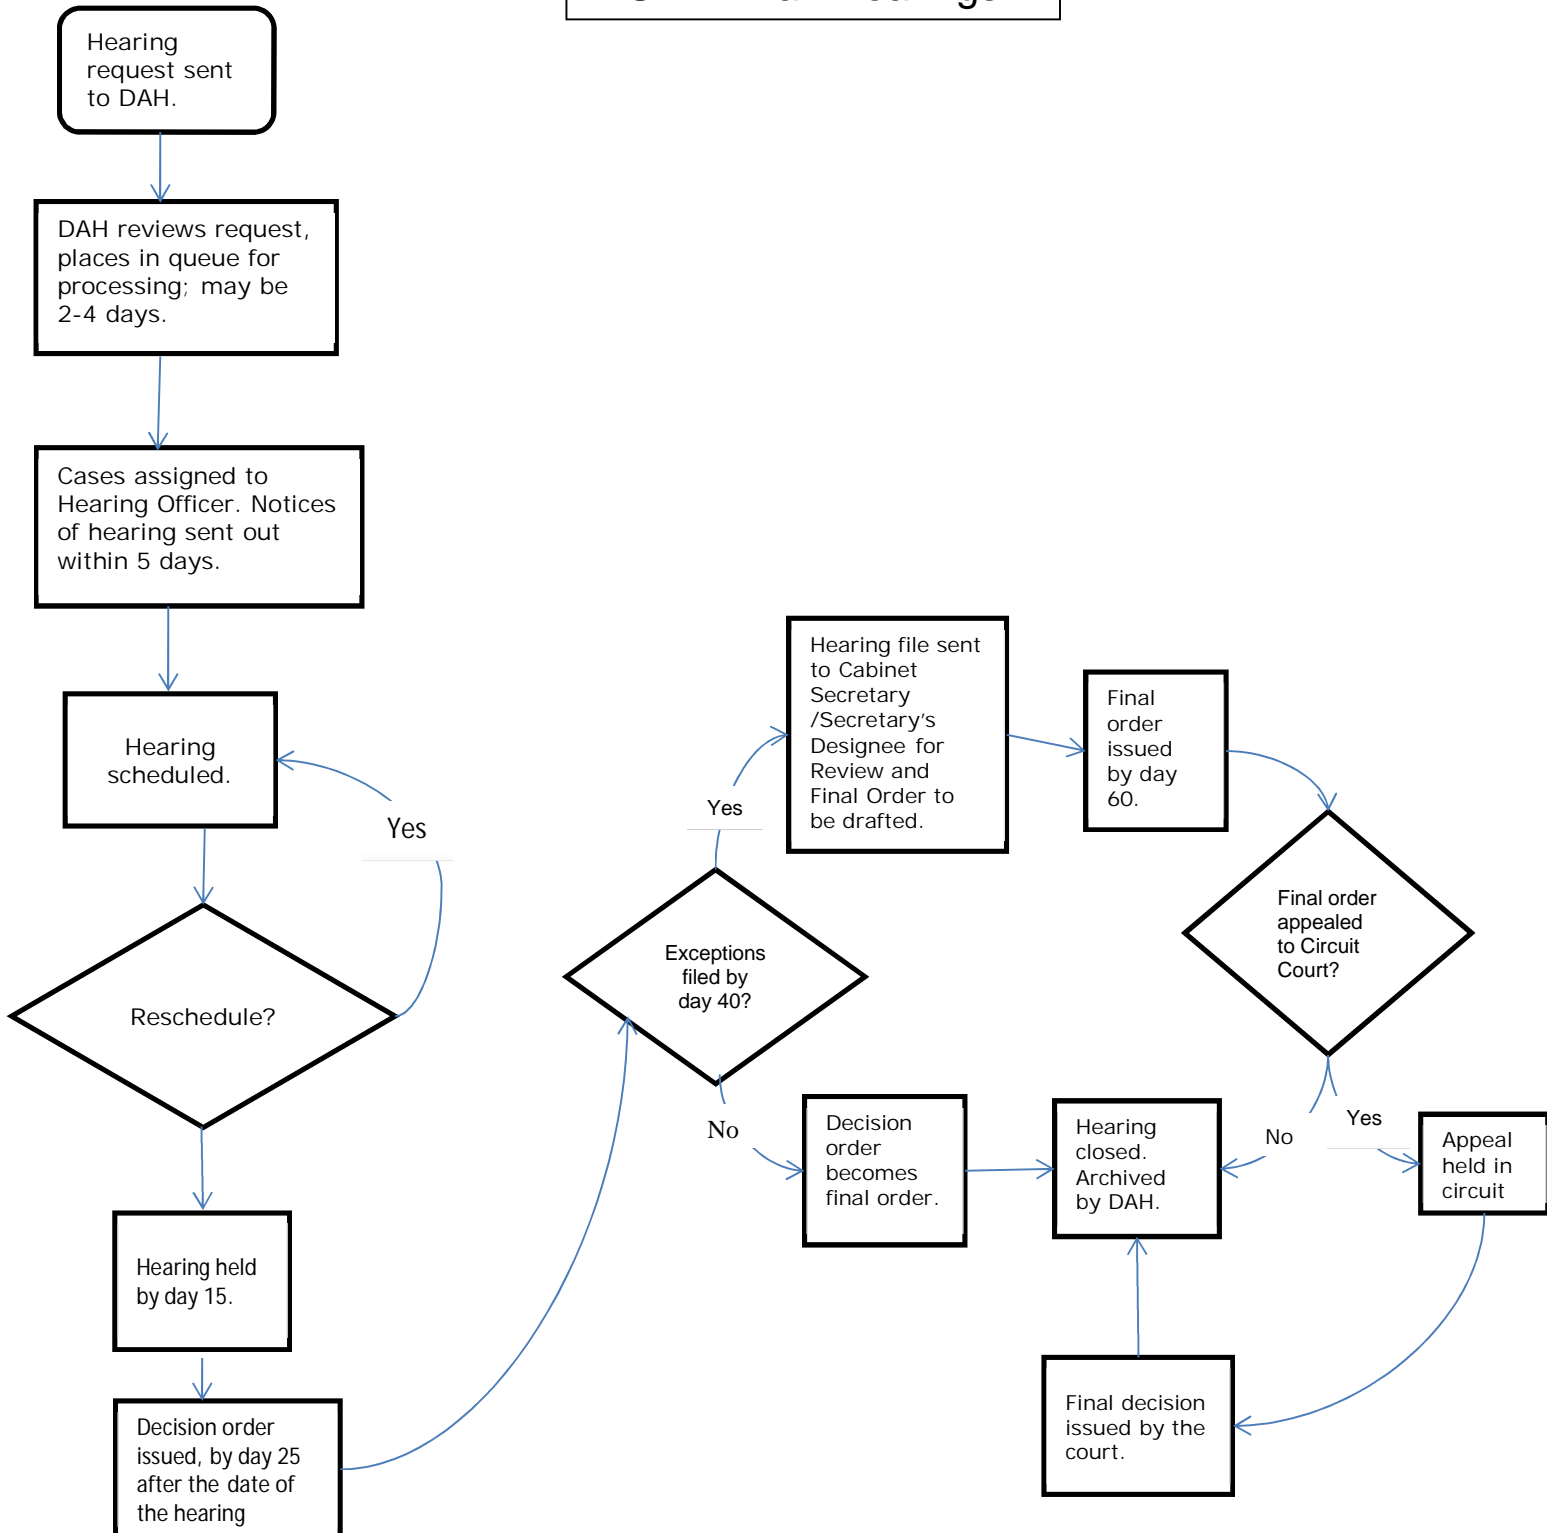 Hearing
request sent
to DAH.
DAH reviews request,
places in queue for
processing; may be
2-4 days.
Cases assigned to
Hearing Officer. Notices
of hearing sent out
within 5 days.
Hearing
scheduled.
Yes
Reschedule?
Hearing held
by day 15.
Decision order
issued, by day 25
after the date of
the hearing
Exceptions
filed by
day 40?
Yes
Hearing file sent
to Cabinet
Secretary
/Secretary's
Designee for
Review and
Final Order to
be drafted.
Final
order
issued
by day
60.
Final order
appealed
to Circuit
Court?
No
Decision
order
becomes
final order.
Hearing
closed.
Archived
by DAH.
No
Yes
Appeal
held in
circuit
Final decision
issued by the
court.